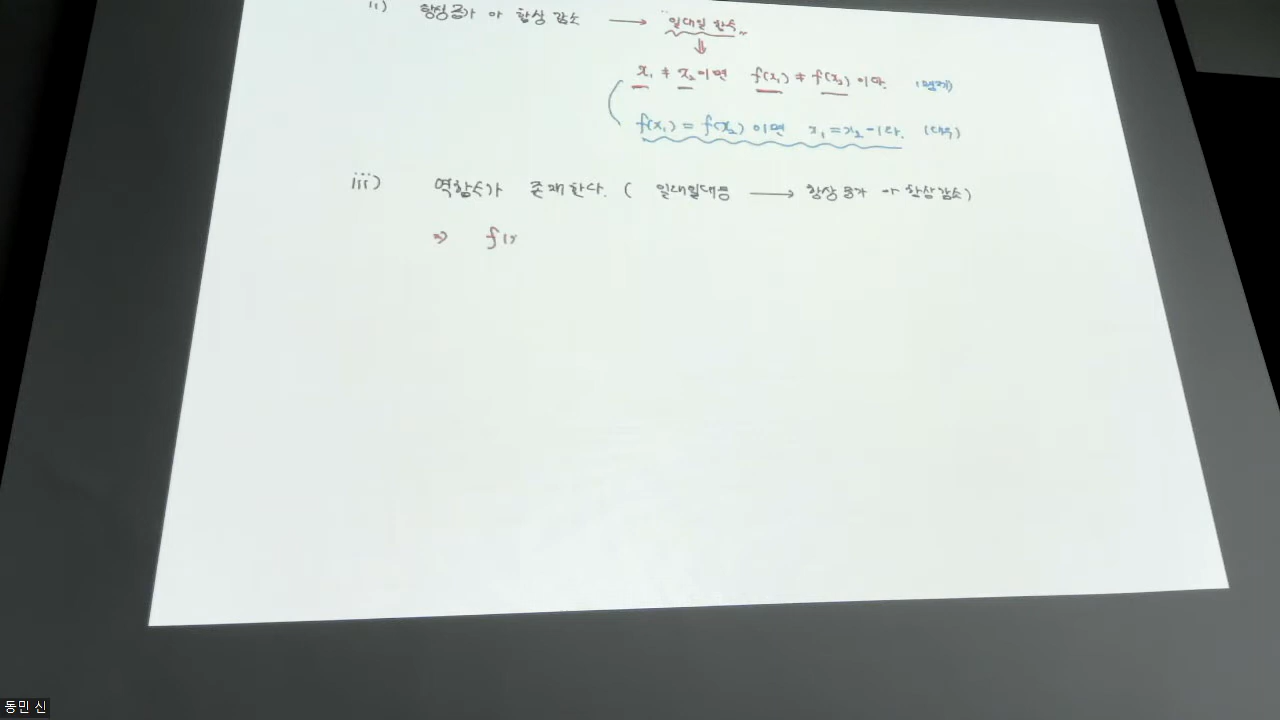 ii) 항상 증가 or 항상 감소 → 일대일 함수
⇓
x₁ ≠ x₂ 이면 f(x₁) ≠ f(x₂) 이다. (명제)
f(x₁) = f(x₂) 이면 x₁ = x₂ 이다. (대우)
iii) 역함수가 존재한다. ( 일대일대응 → 항상 증가 or 항상 감소)
⇒ f(x
동민 신